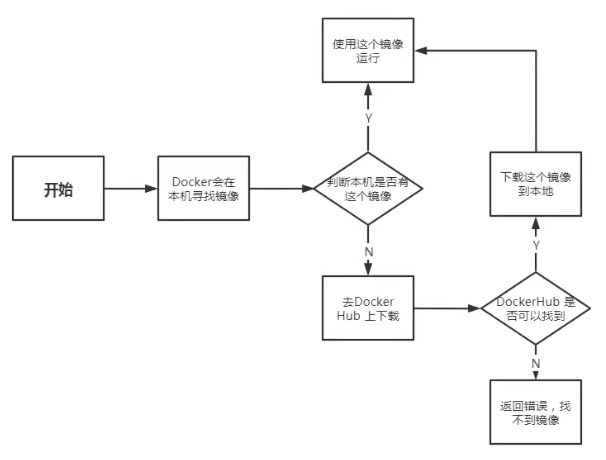 使用这个镜像
运行
Y
开始
Docker会在
本机寻找镜像
判断本机是否有
这个镜像
下载这个镜像
到本地
N
Y
去Docker
Hub 上下载
DockerHub 是
否可以找到
N
返回错误，找
不到镜像